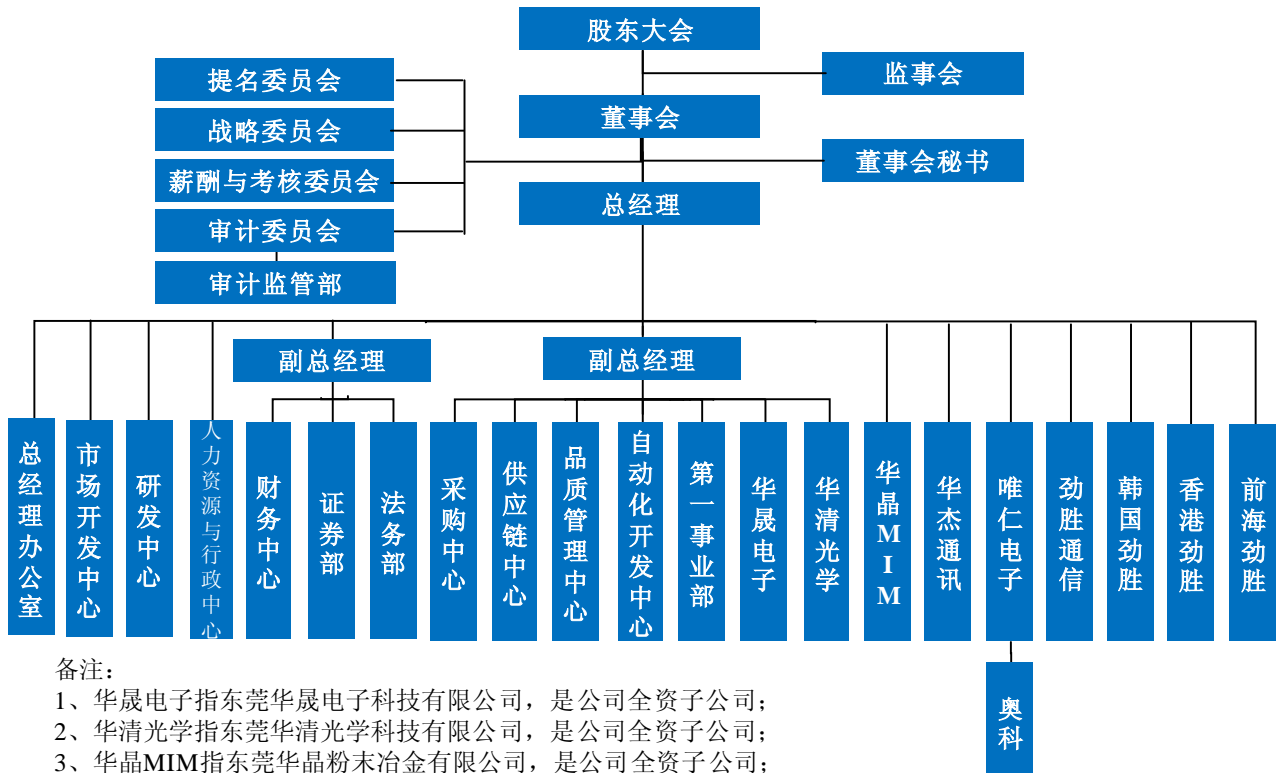 股东大会
监事会
提名委员会
董事会
战略委员会
董事会秘书
薪酬与考核委员会
总经理
审计委员会
审计监管部
副总经理
副总经理
总经理办公室
市场开发中心
研发中心
人力资源与行政中心
财务中心
证券部
法务部
采购中心
供应链中心
品质管理中心
自动化开发中心
第一事业部
华晟电子
华清光学
华晶MIM
华杰通讯
唯仁电子
劲胜通信
韩国劲胜
香港劲胜
前海劲胜
奥科
备注：
1、华晟电子指东莞华晟电子科技有限公司，是公司全资子公司；
2、华清光学指东莞华清光学科技有限公司，是公司全资子公司；
3、华晶MIM指东莞华晶粉末冶金有限公司，是公司全资子公司；